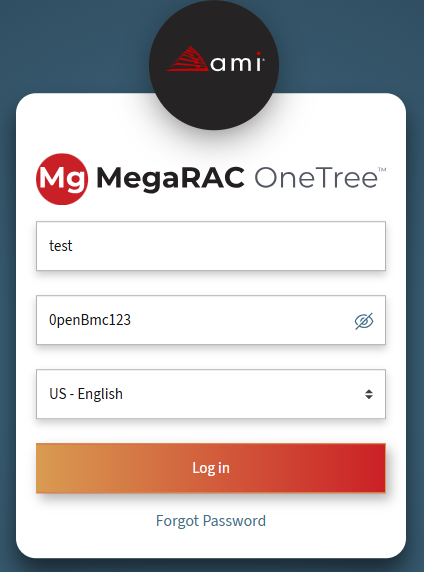 ami
Mg MegaRAC OneTree™
test
0penBmc123
US - English
Log in
Forgot Password